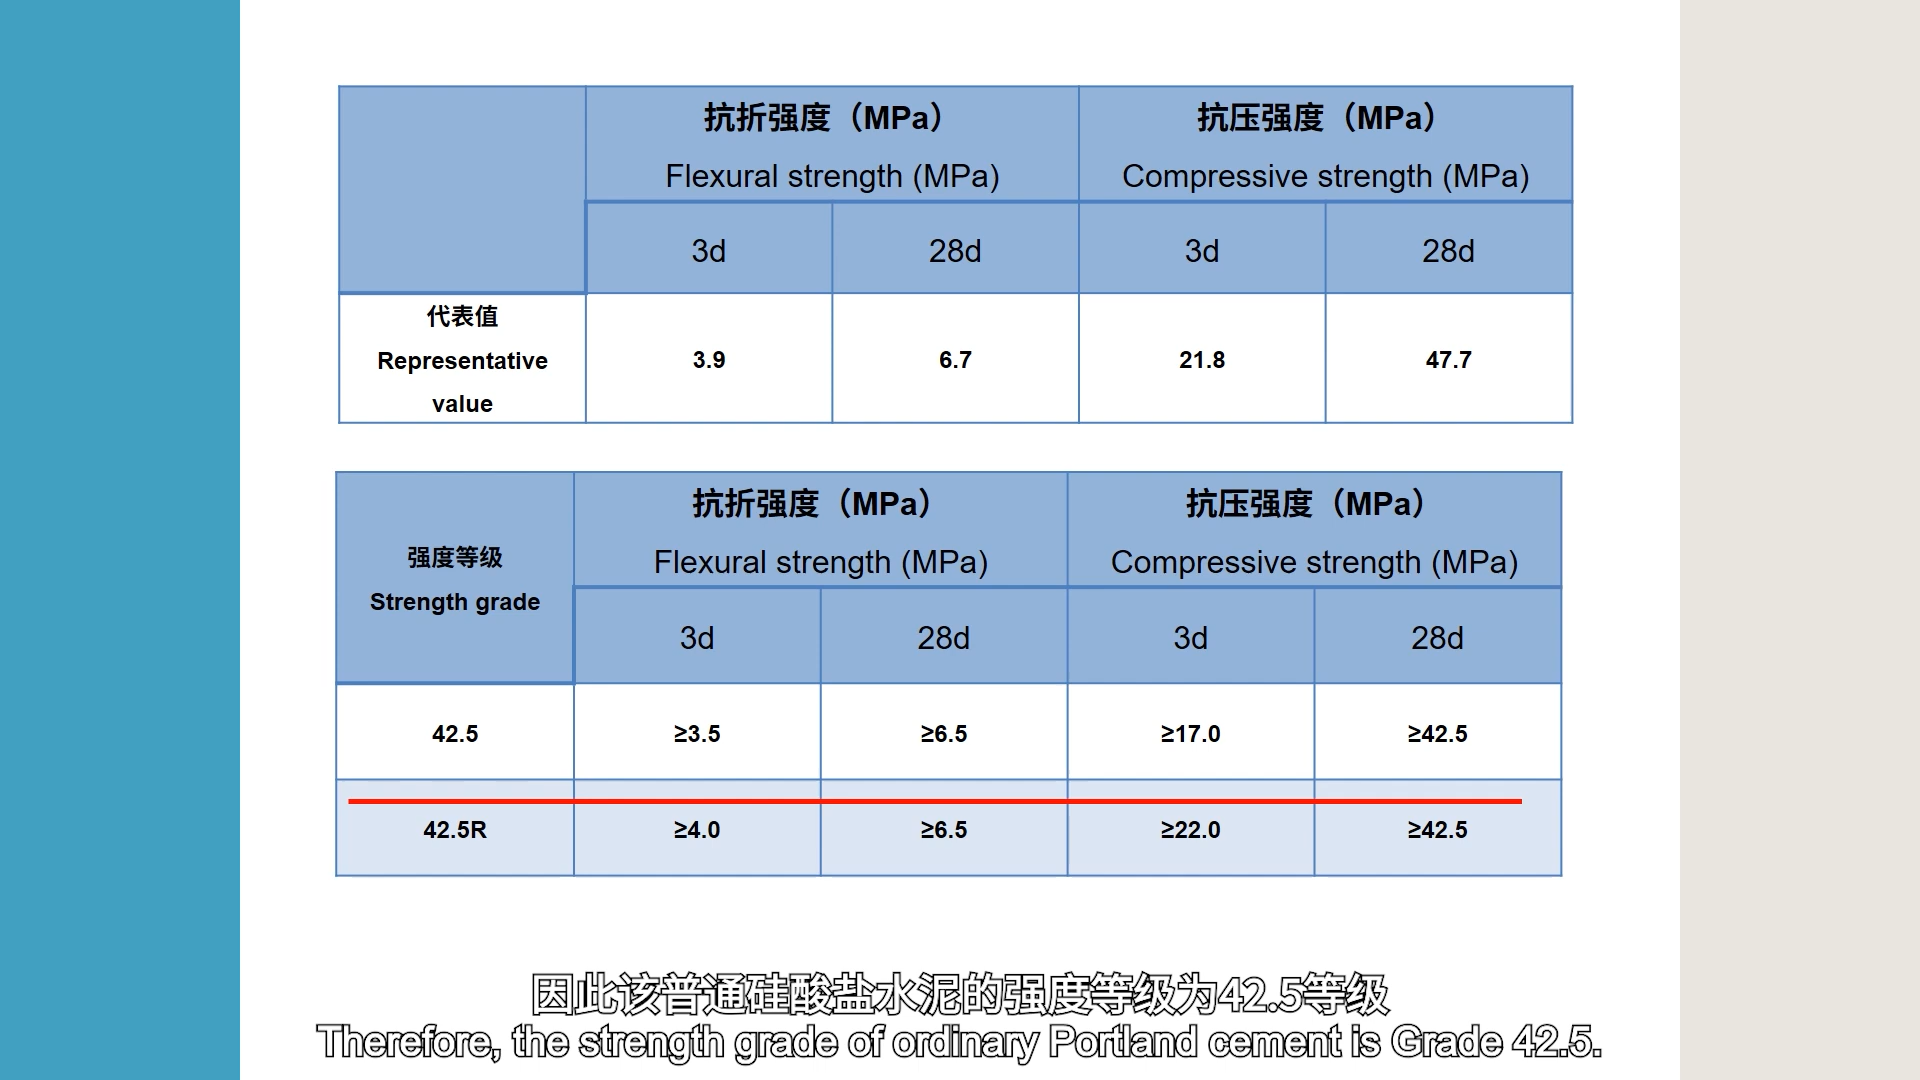 抗折强度（MPa）
Flexural strength (MPa)
抗压强度（MPa）
Compressive strength (MPa)
3d
28d
3d
28d
代表值
Representative
value
3.9
6.7
21.8
47.7
强度等级
Strength grade
抗折强度（MPa）
Flexural strength (MPa)
抗压强度（MPa）
Compressive strength (MPa)
3d
28d
3d
28d
42.5
≥3.5
≥6.5
≥17.0
≥42.5
42.5R
≥4.0
≥6.5
≥22.0
≥42.5
因此该普通硅酸盐水泥的强度等级为42.5等级
Therefore, the strength grade of ordinary Portland cement is Grade 42.5.